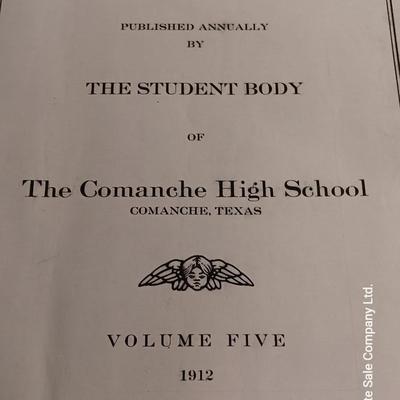 PUBLISHED ANNUALLY
BY
THE STUDENT BODY
OF
The Comanche High School
COMANCHE, TEXAS
VOLUME FIVE
1912
Sale Company Ltd.